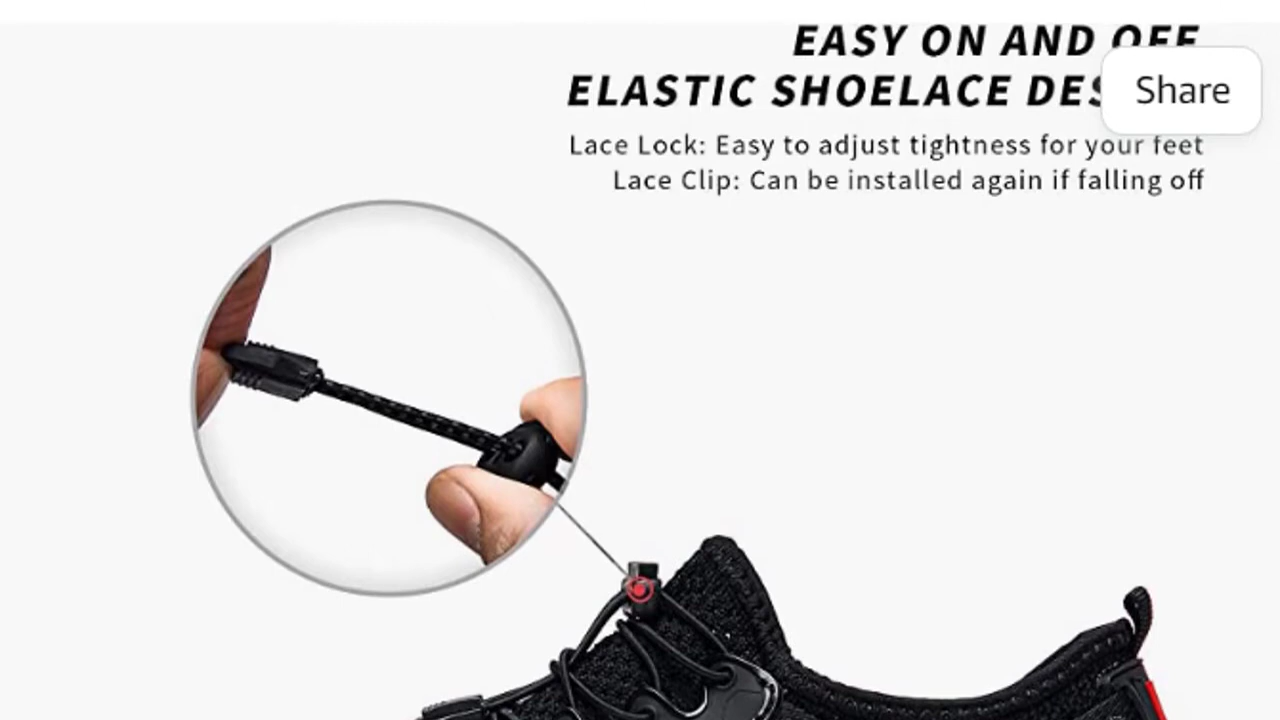 EASY ON AND OFF
ELASTIC SHOELACE DES
Share
Lace Lock: Easy to adjust tightness for your feet
Lace Clip: Can be installed again if falling off